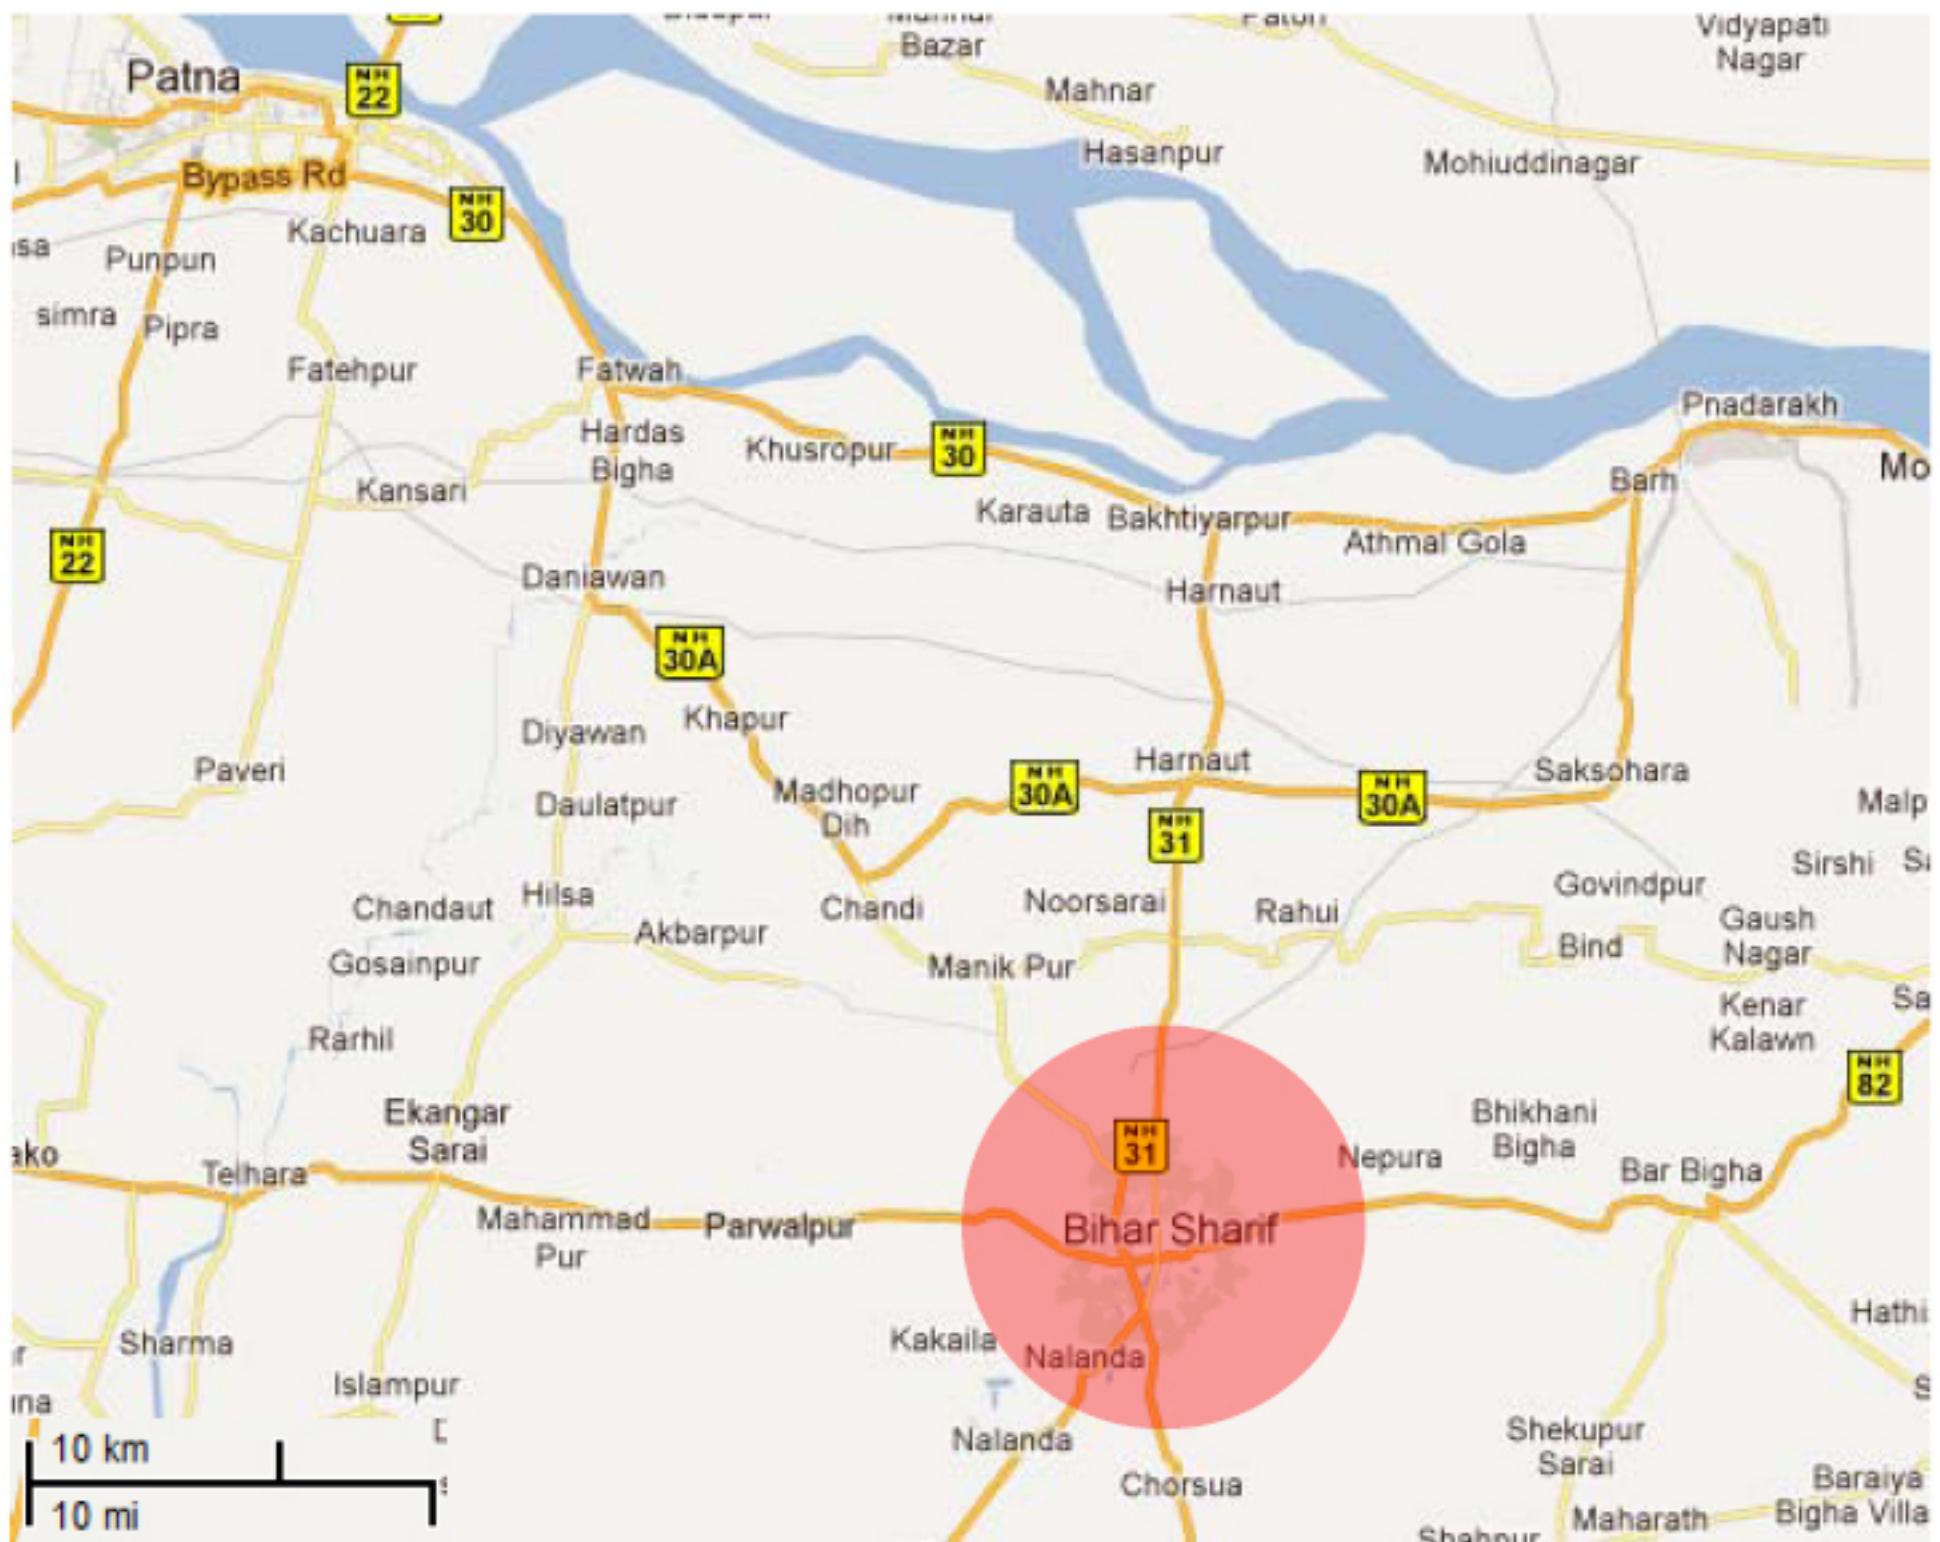 Bazar
Vidyapati
Nagar
Patna
NH
22
Mahnar
Hasanpur
Mohiuddinagar
Bypass Rd
NH
30
Kachuara
Punpun
simra
Pipra
Fatehpur
Fatwah
Pnadarakh
Hardas
Bigha
Khusropur
NH
30
Mo
Barh
Kansari
Karauta
Bakhtiyarpur
Athmal Gola
NH
22
Daniawan
Harnaut
NH
30A
Khapur
Diyawan
Harnaut
Paveri
Saksohara
Madhopur
Dih
NH
30A
NH
30A
Daulatpur
Malp
NH
31
Sirshi
Govindpur
Hilsa
Chandaut
Chandi
Noorsarai
Rahui
Gaush
Nagar
Akbarpur
Bind
Gosainpur
Manik Pur
Kenar
Kalawn
Sa
Rarhil
NH
82
Ekangar
Sarai
Bhikhani
Bigha
NH
31
ako
Telhara
Nepura
Bar Bigha
Mahammad
Pur
Parwalpur
Bihar Sharif
Hathi
Sharma
Kakaila
Nalanda
Islampur
Nalanda
Shekupur
Sarai
10 km
Chorsua
Baraiya
Bigha Villa
10 mi
Maharath
Shahpur